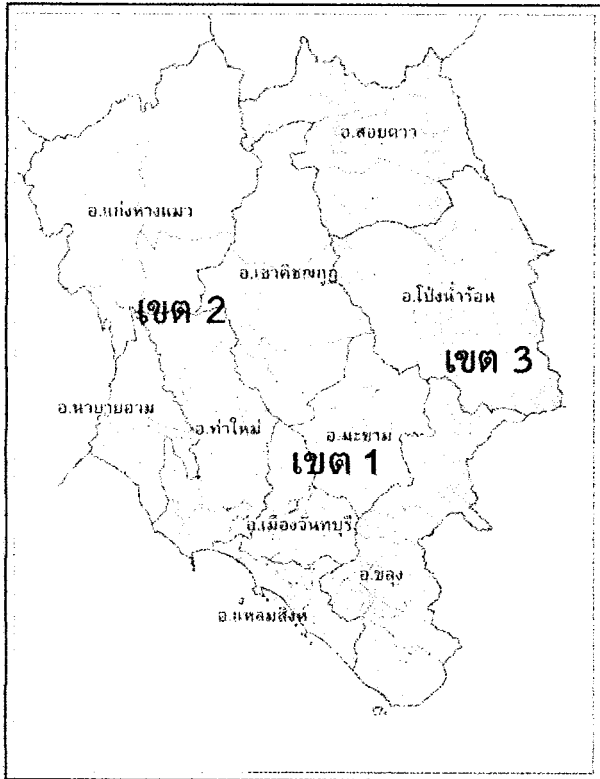 อ.สอยดาว
อ.แก่งหางแมว
อ.เขาคิชฌกูฏ
อ.โป่งน้ำร้อน
เขต 2
เขต 3
อ.นายายอาม
อ.ท่าใหม่
อ.มะขาม
เขต 1
อ.เมืองจันทบุรี
อ.ขลุง
อ.แหลมสิงห์